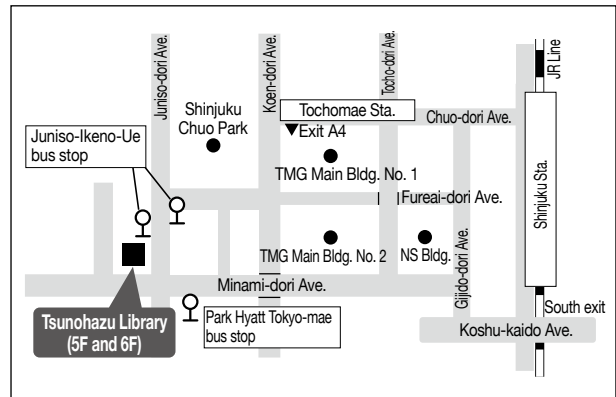 Juniso-dori Ave.
Koen-dori Ave.
Tocho-dori Ave.
JR Line
Shinjuku
Chuo Park
Tochomae Sta.
Exit A4
Chuo-dori Ave.
Juniso-Ikeno-Ue
bus stop
TMG Main Bldg. No. 1
Fureai-dori Ave.
Shinjuku Sta.
TMG Main Bldg. No. 2
NS Bldg.
Gijido-dori Ave.
Minami-dori Ave.
Tsunohazu Library
(5F and 6F)
Park Hyatt Tokyo-mae
bus stop
South exit
Koshu-kaido Ave.